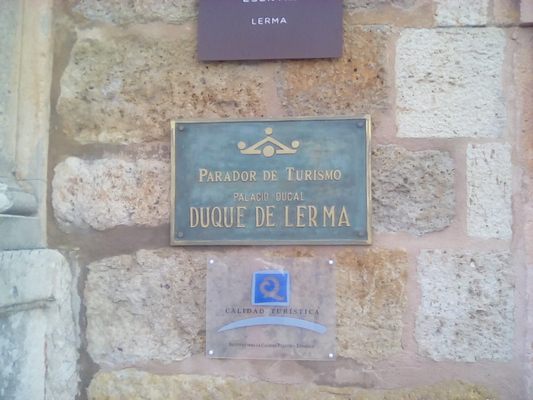 LERMA
PARADOR DE TURISMO
PALACIO DUCAL
DUQUE DE LERMA
Q
CALIDAD TURÍSTICA